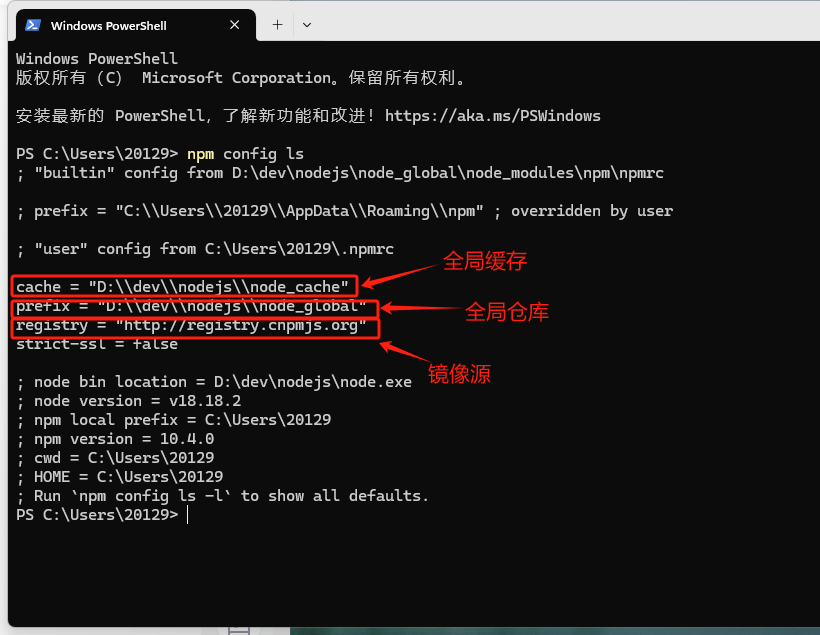 Windows PowerShell
Windows PowerShell
版权所有（C） Microsoft Corporation。保留所有权利。
安装最新的 PowerShell，了解新功能和改进！https://aka.ms/PSWindows
PS C:\Users\20129> npm config ls
; "builtin" config from D:\dev\nodejs\node_global\node_modules\npm\npmrc
; prefix = "C:\\Users\\20129\\AppData\\Roaming\\npm" ; overridden by user
; "user" config from C:\Users\20129\.npmrc
全局缓存
cache = "D:\\dev\\nodejs\\node_cache"
prefix = "D:\\dev\\nodejs\\node_global"
全局仓库
registry = "http://registry.cnpmjs.org"
strict-ssl = false
镜像源
; node bin location = D:\dev\nodejs\node.exe
; node version = v18.18.2
; npm local prefix = C:\Users\20129
; npm version = 10.4.0
; cwd = C:\Users\20129
; HOME = C:\Users\20129
; Run `npm config ls -l` to show all defaults.
PS C:\Users\20129>